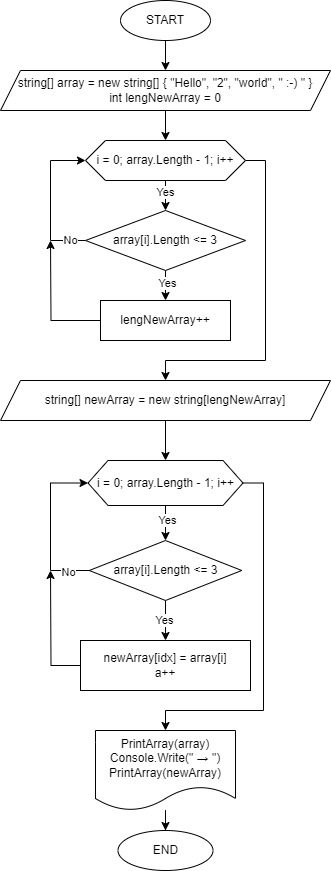 START
string[] array = new string[] { "Hello", "2", "world", " :-) " }
int lengNewArray = 0
i = 0; array.Length - 1; i++
Yes
No
array[i].Length <= 3
Yes
lengNewArray++
string[] newArray = new string[lengNewArray]
i = 0; array.Length - 1; i++
Yes
No
array[i].Length <= 3
Yes
newArray[idx] = array[i]
a++
PrintArray(array)
Console.Write(" → ")
PrintArray(newArray)
END